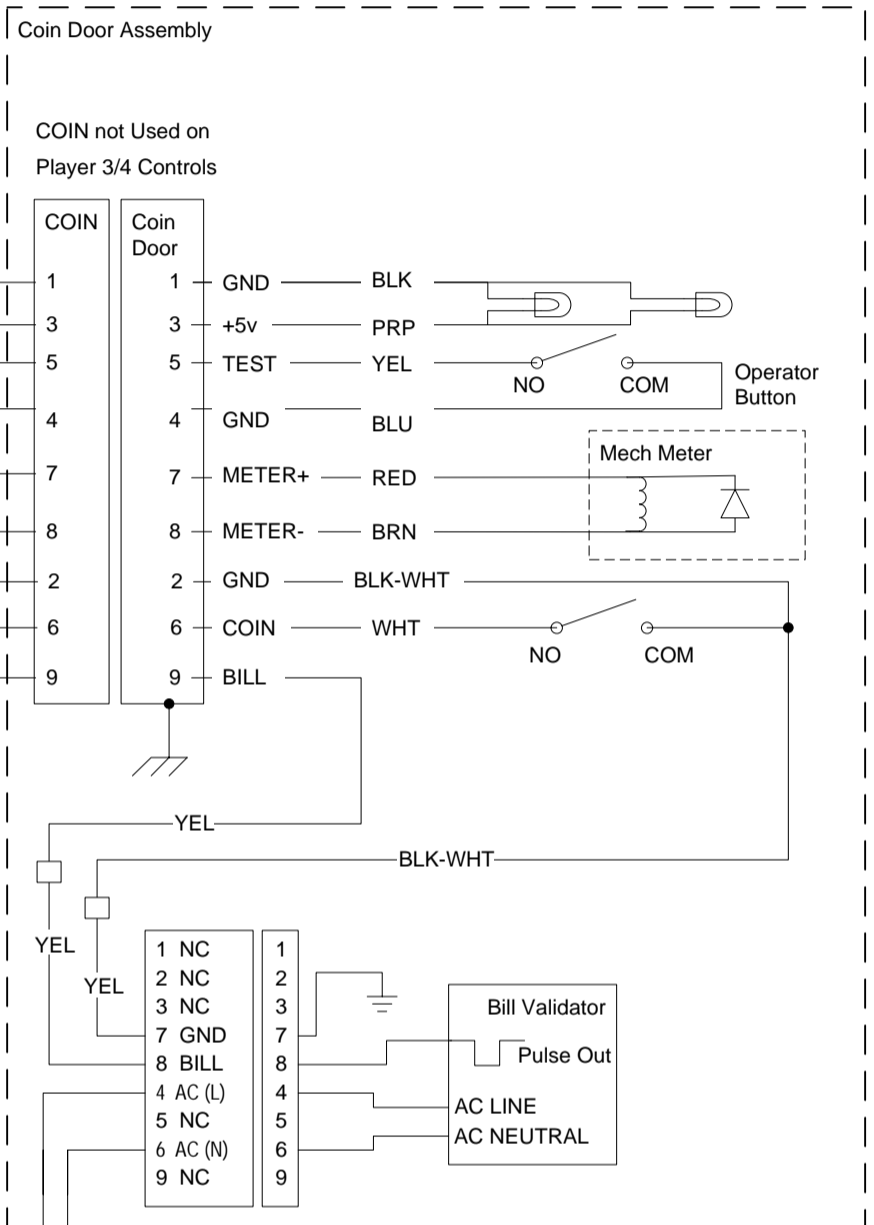 Coin Door Assembly
COIN not Used on
Player 3/4 Controls
COIN
Coin
Door
1 1 GND BLK
3 3 +5v PRP
5 5 TEST YEL
NO COM
Operator
Button
4 4 GND BLU
Mech Meter
7 7 METER+ RED
8 8 METER- BRN
2 2 GND BLK-WHT
6 6 COIN WHT
NO COM
9 9 BILL
YEL
BLK-WHT
YEL
YEL
1 NC 1
2 NC 2
3 NC 3
7 GND 7
8 BILL 8
4 AC (L) 4
5 NC 5
6 AC (N) 6
9 NC 9
Bill Validator
Pulse Out
AC LINE
AC NEUTRAL